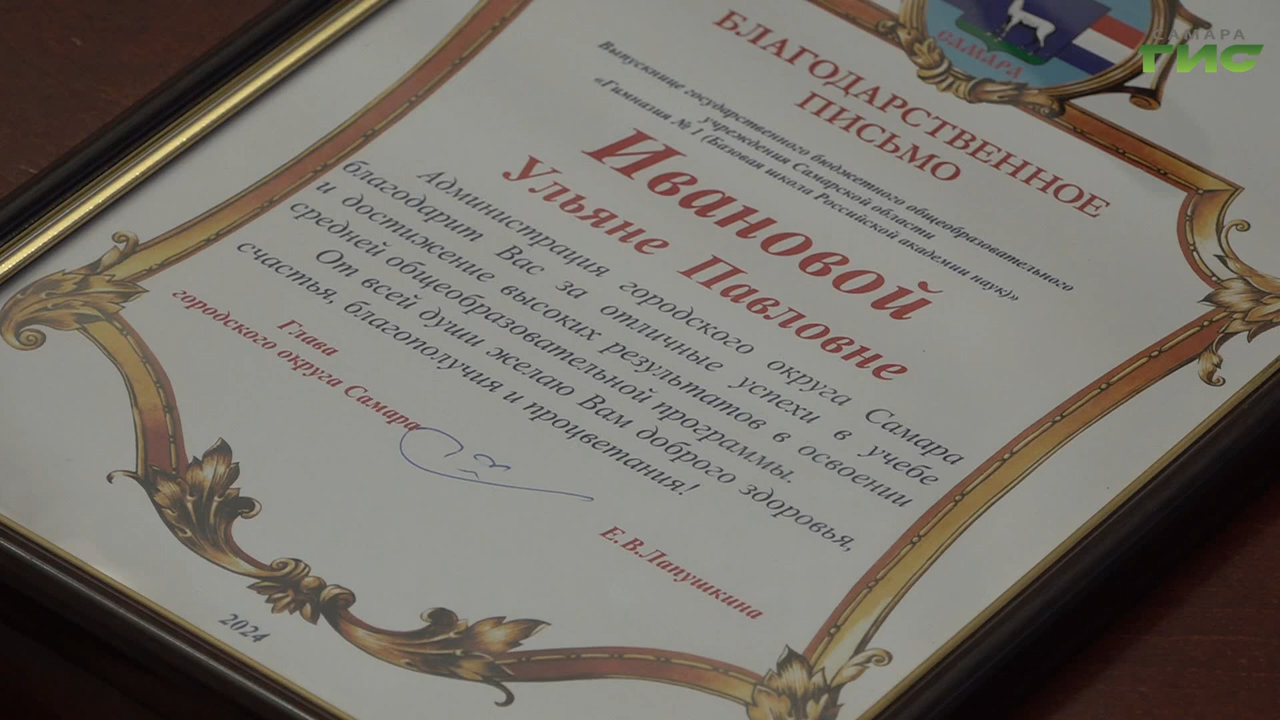 САМАРА
САМАРА
ГИС
БЛАГОДАРСТВЕННОЕ
ПИСЬМО
Выпускнице государственного бюджетного общеобразовательного
учреждения Самарской области
«Гимназия № 1 (Базовая школа Российской академии наук)»
Ивановой
Ульяне Павловне
Администрация городского округа Самара
благодарит Вас за отличные успехи в учебе
и достижение высоких результатов в освоении
средней общеобразовательной программы.
От всей души желаю Вам доброго здоровья,
счастья, благополучия и процветания!
Глава
городского округа Самара
Е.В.Лапушкина
2024